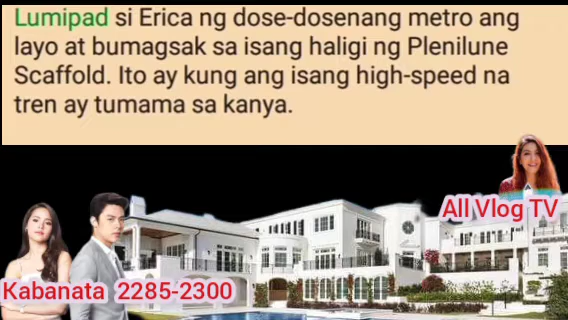 Lumipad si Erica ng dose-dosenang metro ang
layo at bumagsak sa isang haligi ng Plenilune
Scaffold. Ito ay kung ang isang high-speed na
tren ay tumama sa kanya.
All Vlog TV
Kabanata 2285-2300